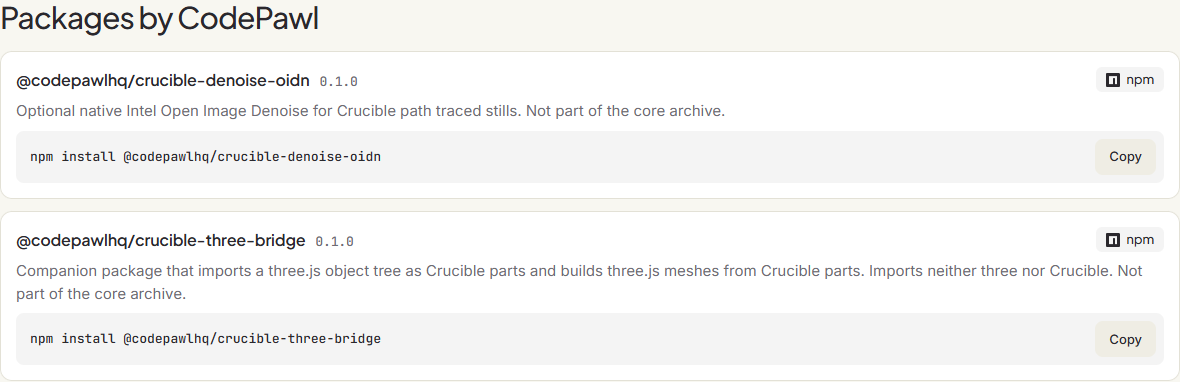 Packages by CodePawl
@codepawlhq/crucible-denoise-oidn 0.1.0
npm
Optional native Intel Open Image Denoise for Crucible path traced stills. Not part of the core archive.
npm install @codepawlhq/crucible-denoise-oidn
Copy
@codepawlhq/crucible-three-bridge 0.1.0
npm
Companion package that imports a three.js object tree as Crucible parts and builds three.js meshes from Crucible parts. Imports neither three nor Crucible. Not
part of the core archive.
npm install @codepawlhq/crucible-three-bridge
Copy